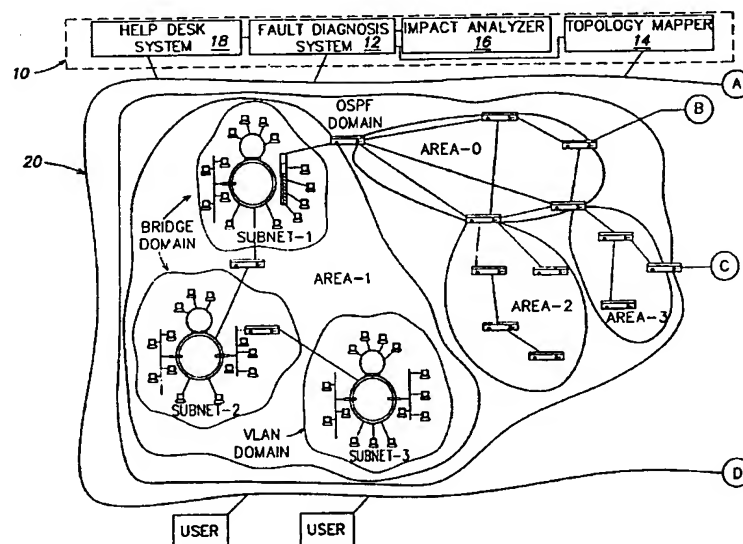 HELP DESK
SYSTEM 18
FAULT DIAGNOSIS
SYSTEM 12
IMPACT ANALYZER
16
TOPOLOGY MAPPER
14
10
A
OSPF
DOMAIN
B
AREA-0
20
SUBNET-1
BRIDGE
DOMAIN
AREA-1
C
AREA-2
AREA-3
SUBNET-2
VLAN
DOMAIN
SUBNET-3
D
USER
USER